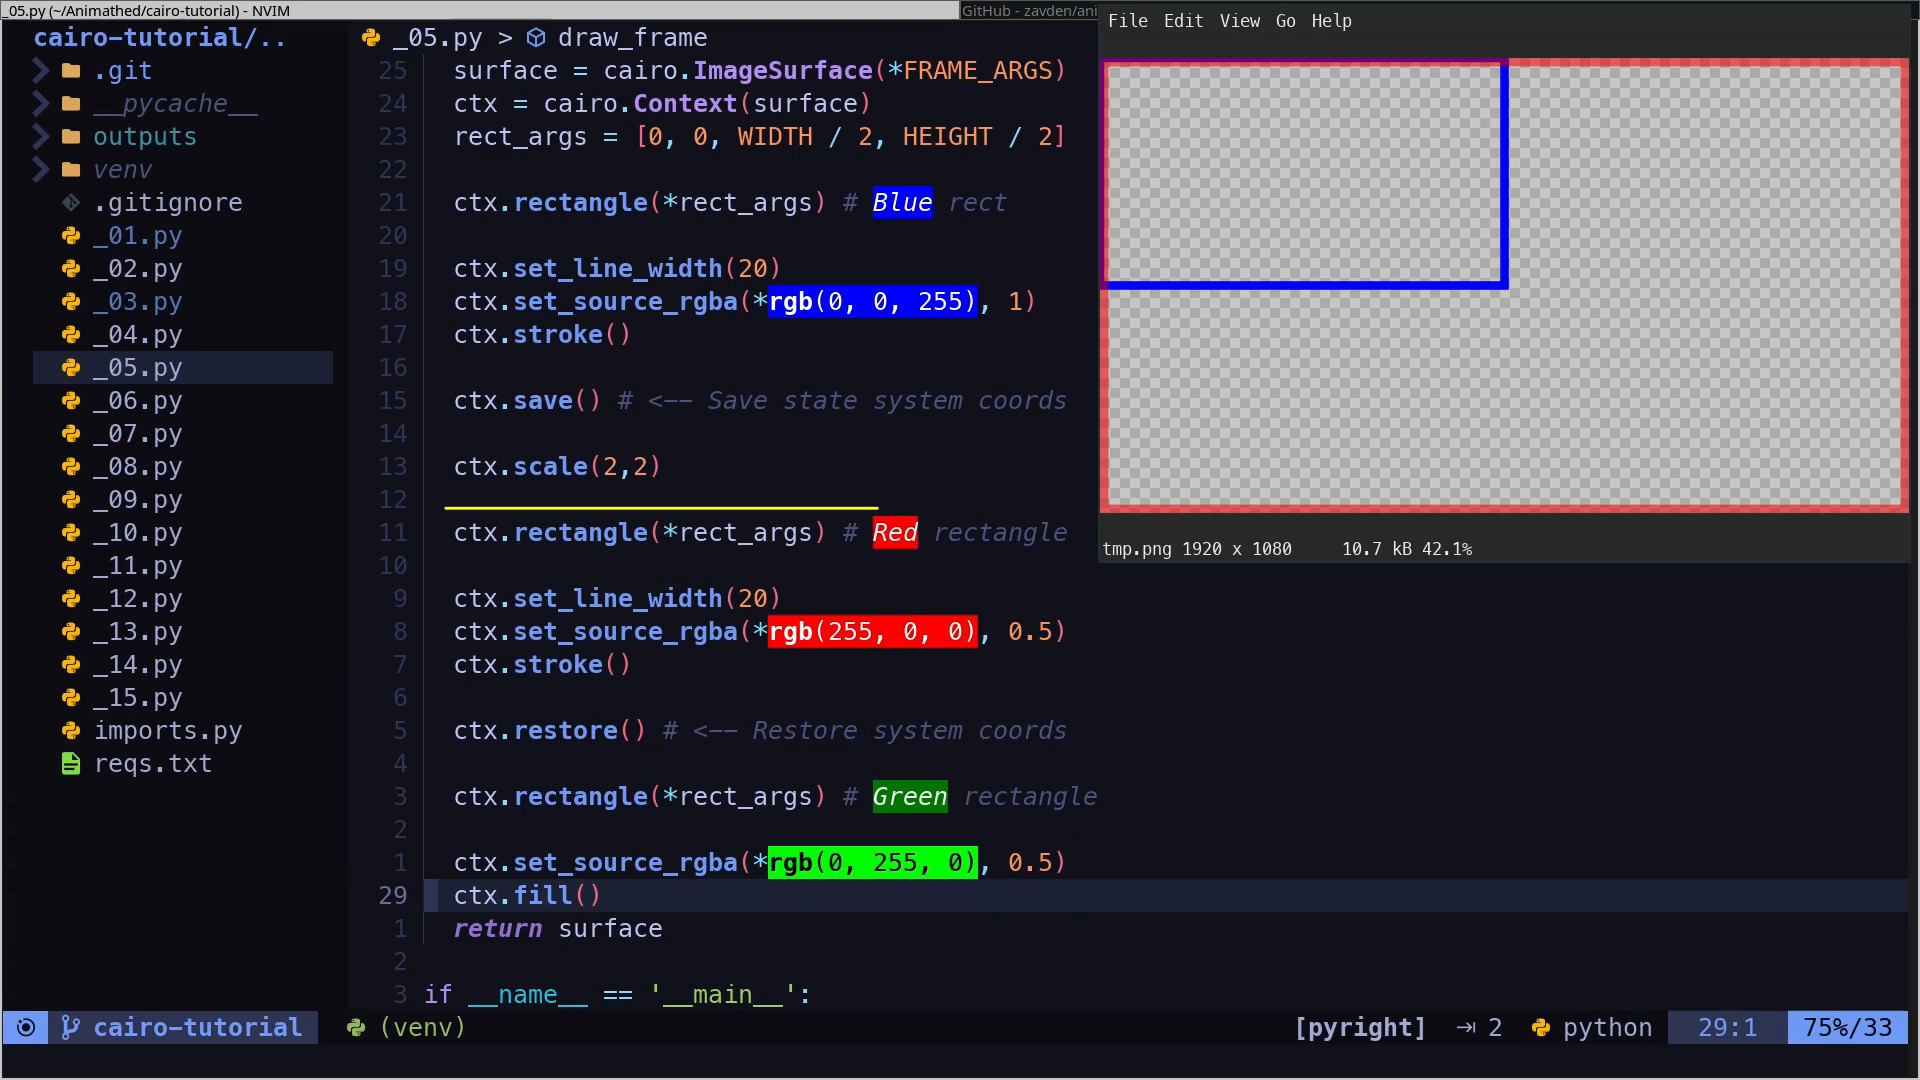 _05.py (~/Animathed/cairo-tutorial) - NVIM
GitHub - zavden/ani
cairo-tutorial/..
.git
__pycache__
outputs
venv
.gitignore
_01.py
_02.py
_03.py
_04.py
_05.py
_06.py
_07.py
_08.py
_09.py
_10.py
_11.py
_12.py
_13.py
_14.py
_15.py
imports.py
reqs.txt
_05.py > draw_frame
25 surface = cairo.ImageSurface(*FRAME_ARGS)
24 ctx = cairo.Context(surface)
23 rect_args = [0, 0, WIDTH / 2, HEIGHT / 2]
22
21 ctx.rectangle(*rect_args) # Blue rect
20
19 ctx.set_line_width(20)
18 ctx.set_source_rgba(*rgb(0, 0, 255), 1)
17 ctx.stroke()
16
15 ctx.save() # <-- Save state system coords
14
13 ctx.scale(2,2)
12
11 ctx.rectangle(*rect_args) # Red rectangle
10
9 ctx.set_line_width(20)
8 ctx.set_source_rgba(*rgb(255, 0, 0), 0.5)
7 ctx.stroke()
6
5 ctx.restore() # <-- Restore system coords
4
3 ctx.rectangle(*rect_args) # Green rectangle
2
1 ctx.set_source_rgba(*rgb(0, 255, 0), 0.5)
29 ctx.fill()
1 return surface
2
3 if __name__ == '__main__':
File Edit View Go Help
tmp.png 1920 x 1080 10.7 kB 42.1%
cairo-tutorial (venv) [pyright] 2 python 29:1 75%/33